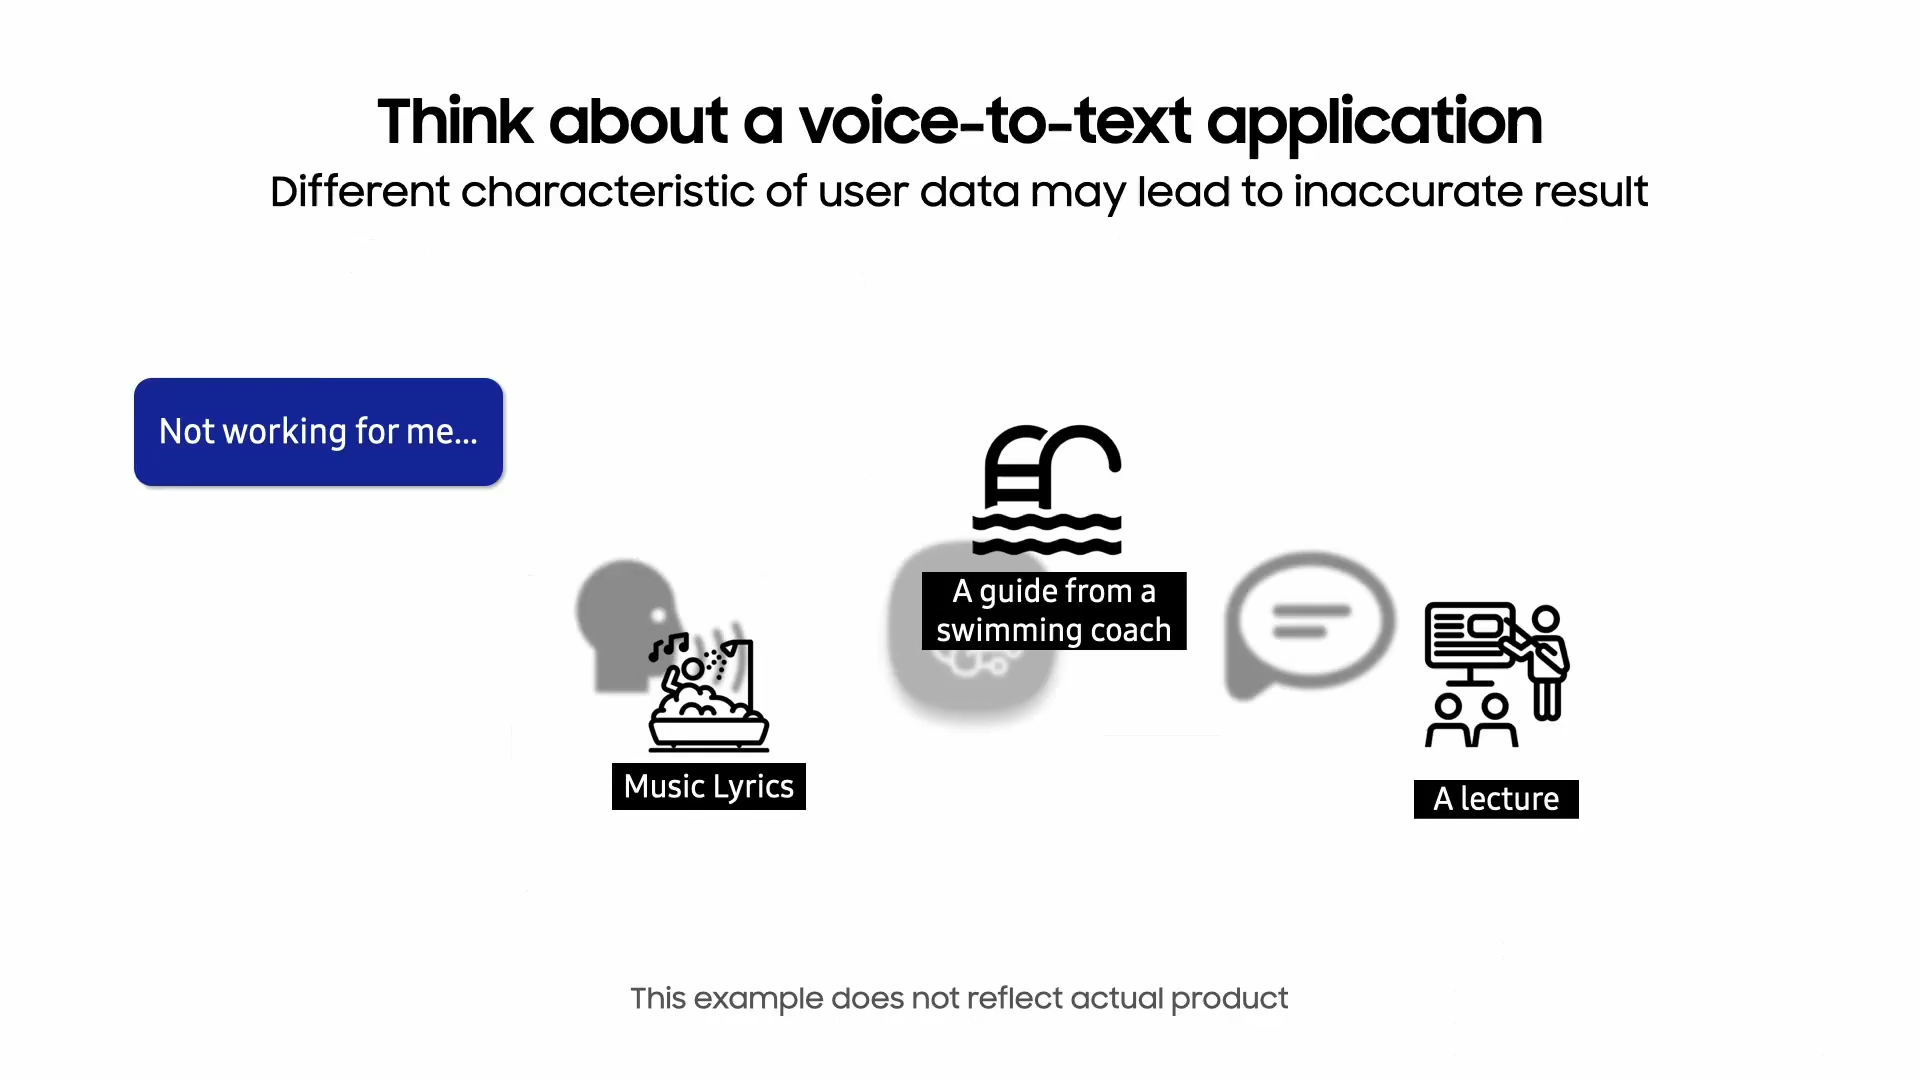 Think about a voice-to-text application
Different characteristic of user data may lead to inaccurate result
Not working for me...
A guide from a
swimming coach
Music Lyrics
A lecture
This example does not reflect actual product